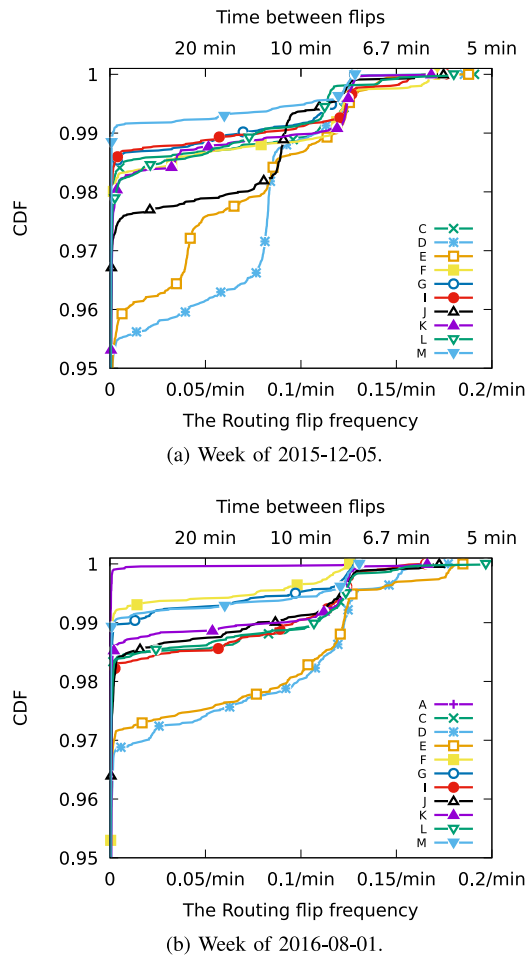 Time between flips
20 min 10 min 6.7 min 5 min
1
0.99
0.98
0.97
0.96
0.95
CDF
C
D
E
F
G
I
J
K
L
M
0 0.05/min 0.1/min 0.15/min 0.2/min
The Routing flip frequency
(a) Week of 2015-12-05.
Time between flips
20 min 10 min 6.7 min 5 min
1
0.99
0.98
0.97
0.96
0.95
CDF
A
C
D
E
F
G
I
J
K
L
M
0 0.05/min 0.1/min 0.15/min 0.2/min
The Routing flip frequency
(b) Week of 2016-08-01.